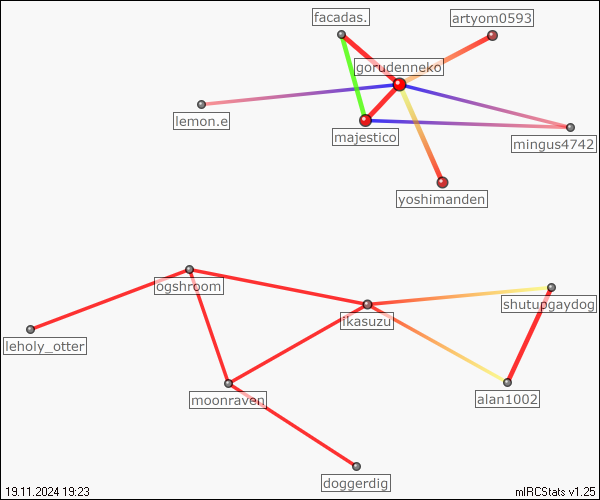 facadas.
artyom0593
gorudenneko
lemon.e
majestico
mingus4742
yoshimanden
ogshroom
shutupgaydog
ikasuzu
leholy_otter
moonraven
alan1002
doggerdig
19.11.2024 19:23
mIRCStats v1.25